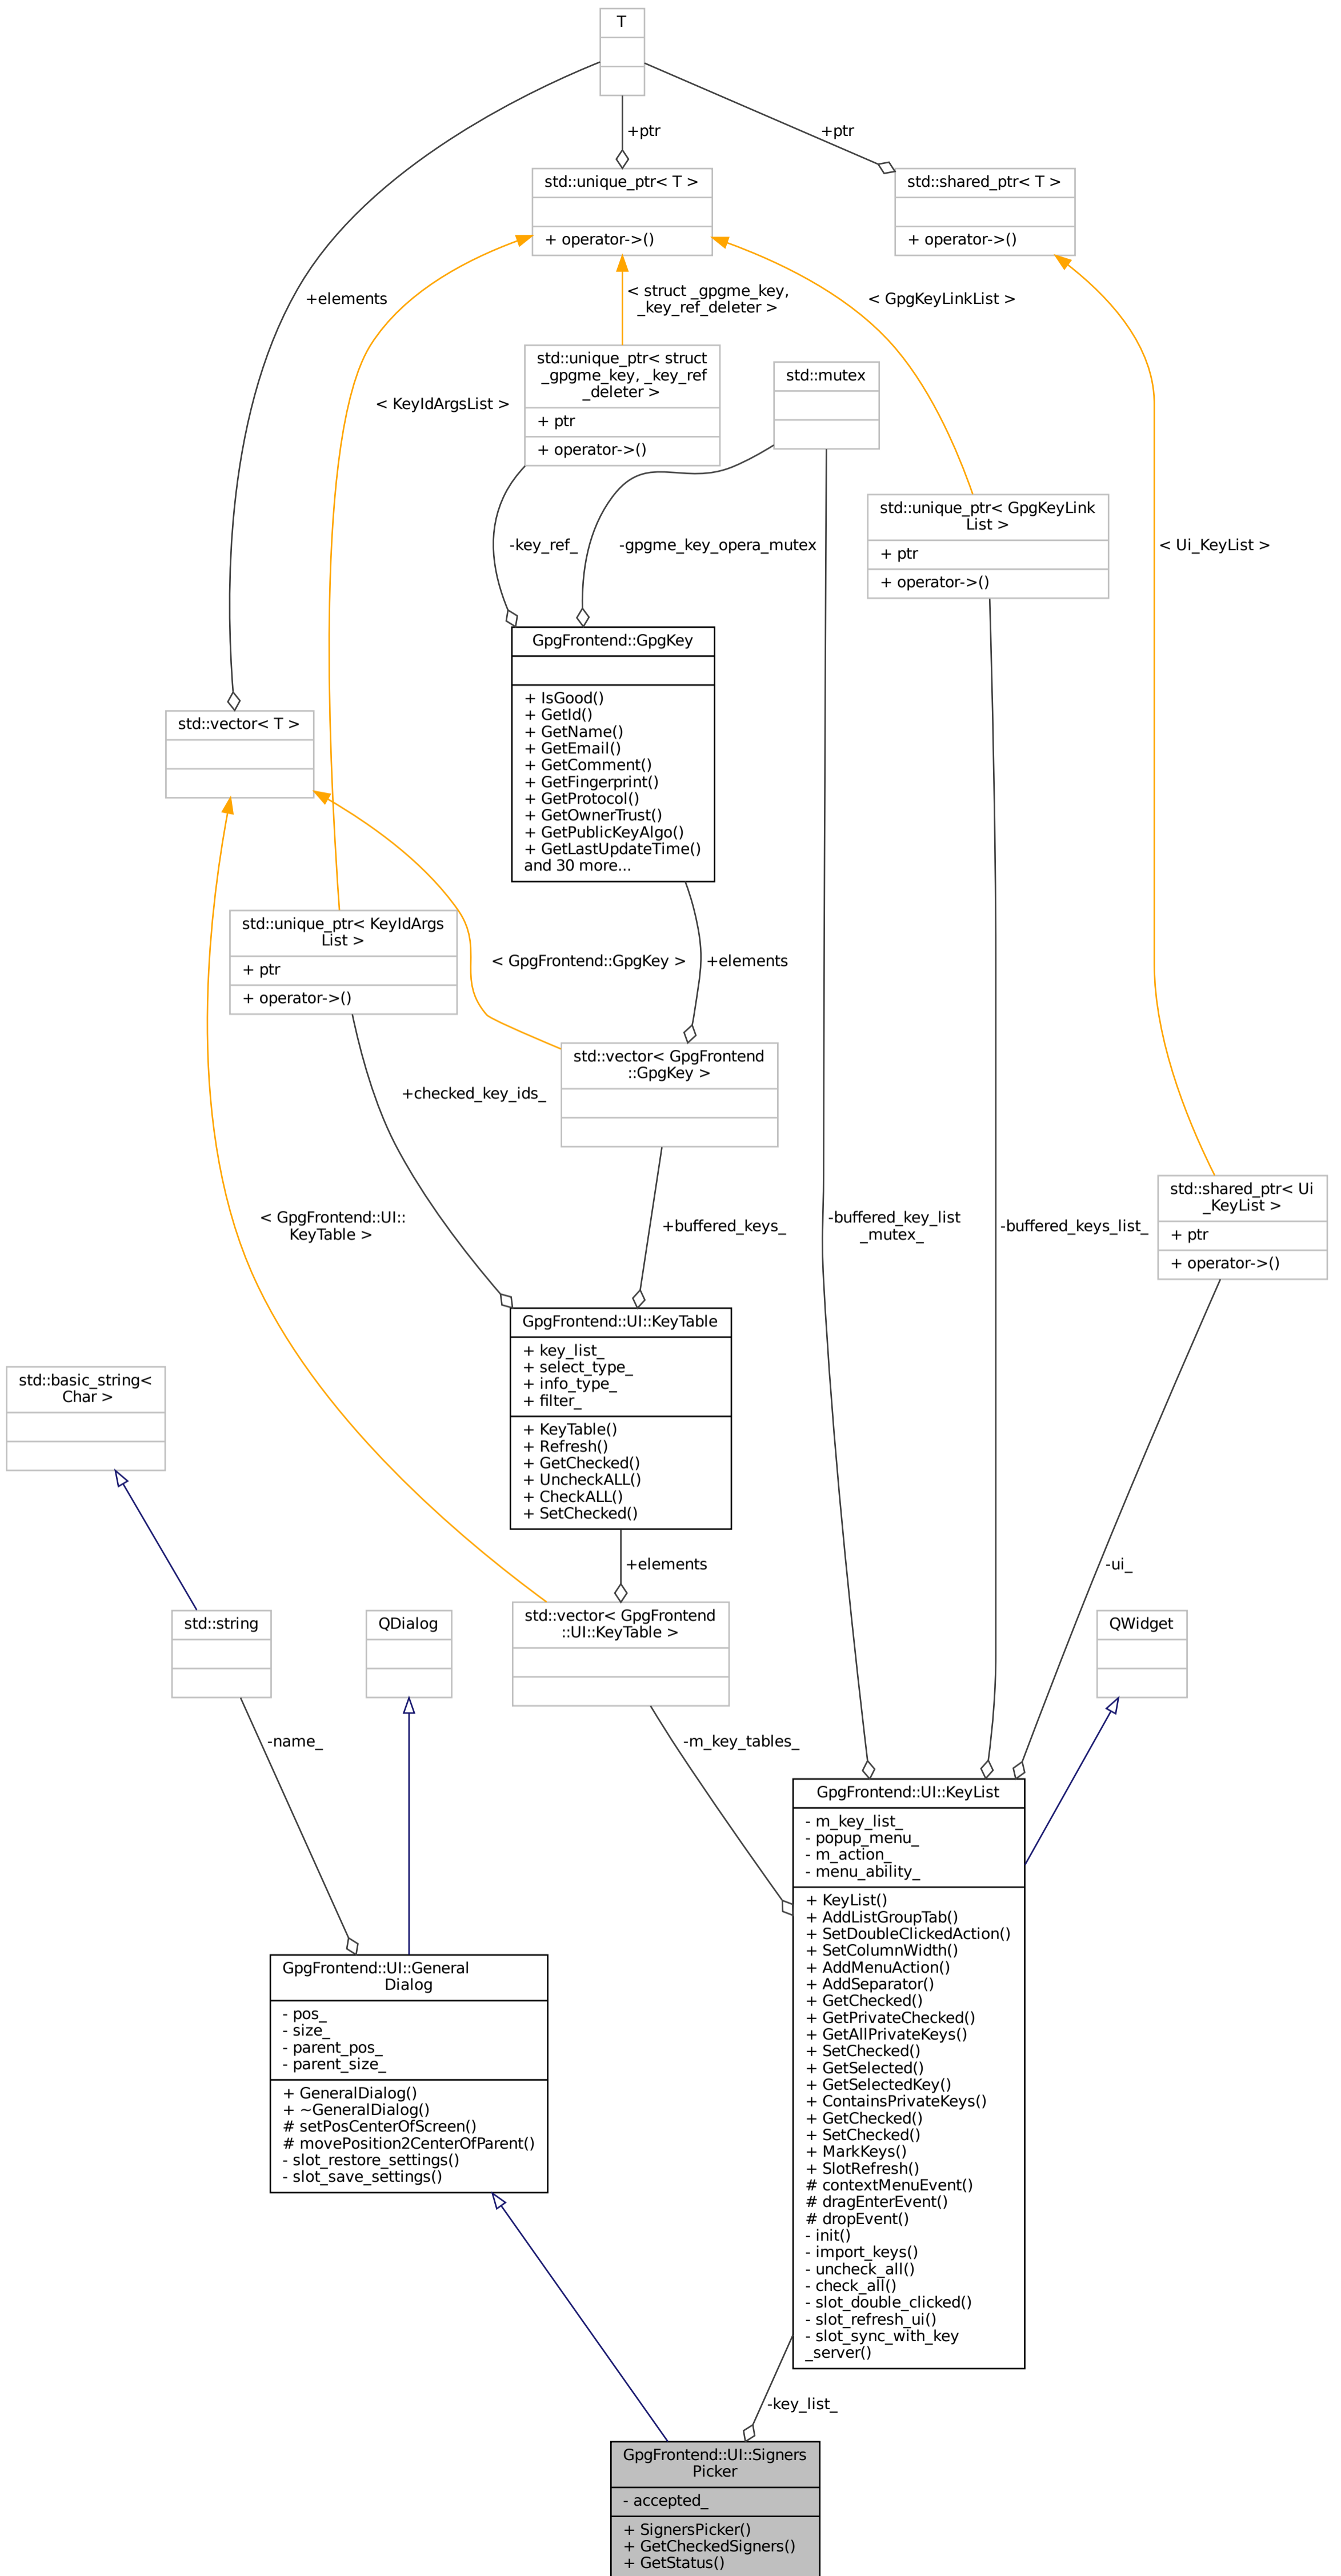 T
+ptr
+ptr
std::unique_ptr< T >
+ operator->()
std::shared_ptr< T >
+ operator->()
+elements
< struct _gpgme_key,
_key_ref_deleter >
< GpgKeyLinkList >
< KeyIdArgsList >
std::unique_ptr< struct
_gpgme_key, _key_ref
_deleter >
+ ptr
+ operator->()
std::mutex
std::unique_ptr< GpgKeyLink
List >
+ ptr
+ operator->()
-key_ref_
-gpgme_key_opera_mutex
< Ui_KeyList >
GpgFrontend::GpgKey
+ IsGood()
+ GetId()
+ GetName()
+ GetEmail()
+ GetComment()
+ GetFingerprint()
+ GetProtocol()
+ GetOwnerTrust()
+ GetPublicKeyAlgo()
+ GetLastUpdateTime()
and 30 more...
std::vector< T >
std::unique_ptr< KeyIdArgs
List >
+ ptr
+ operator->()
< GpgFrontend::GpgKey >
+elements
std::vector< GpgFrontend
::GpgKey >
+checked_key_ids_
< GpgFrontend::UI::
KeyTable >
+buffered_keys_
-buffered_key_list
_mutex_
-buffered_keys_list_
std::shared_ptr< Ui
_KeyList >
+ ptr
+ operator->()
GpgFrontend::UI::KeyTable
+ key_list_
+ select_type_
+ info_type_
+ filter_
+ KeyTable()
+ Refresh()
+ GetChecked()
+ UncheckALL()
+ CheckALL()
+ SetChecked()
std::basic_string<
Char >
+elements
-ui_
std::string
QDialog
std::vector< GpgFrontend
::UI::KeyTable >
QWidget
-name_
-m_key_tables_
GpgFrontend::UI::KeyList
- m_key_list_
- popup_menu_
- m_action_
- menu_ability_
+ KeyList()
+ AddListGroupTab()
+ SetDoubleClickedAction()
+ SetColumnWidth()
+ AddMenuAction()
+ AddSeparator()
+ GetChecked()
+ GetPrivateChecked()
+ GetAllPrivateKeys()
+ SetChecked()
+ GetSelected()
+ GetSelectedKey()
+ ContainsPrivateKeys()
+ GetChecked()
+ SetChecked()
+ MarkKeys()
+ SlotRefresh()
# contextMenuEvent()
# dragEnterEvent()
# dropEvent()
- init()
- import_keys()
- uncheck_all()
- check_all()
- slot_double_clicked()
- slot_refresh_ui()
- slot_sync_with_key
_server()
GpgFrontend::UI::General
Dialog
- pos_
- size_
- parent_pos_
- parent_size_
+ GeneralDialog()
+ ~GeneralDialog()
# setPosCenterOfScreen()
# movePosition2CenterOfParent()
- slot_restore_settings()
- slot_save_settings()
-key_list_
GpgFrontend::UI::Signers
Picker
- accepted_
+ SignersPicker()
+ GetCheckedSigners()
+ GetStatus()